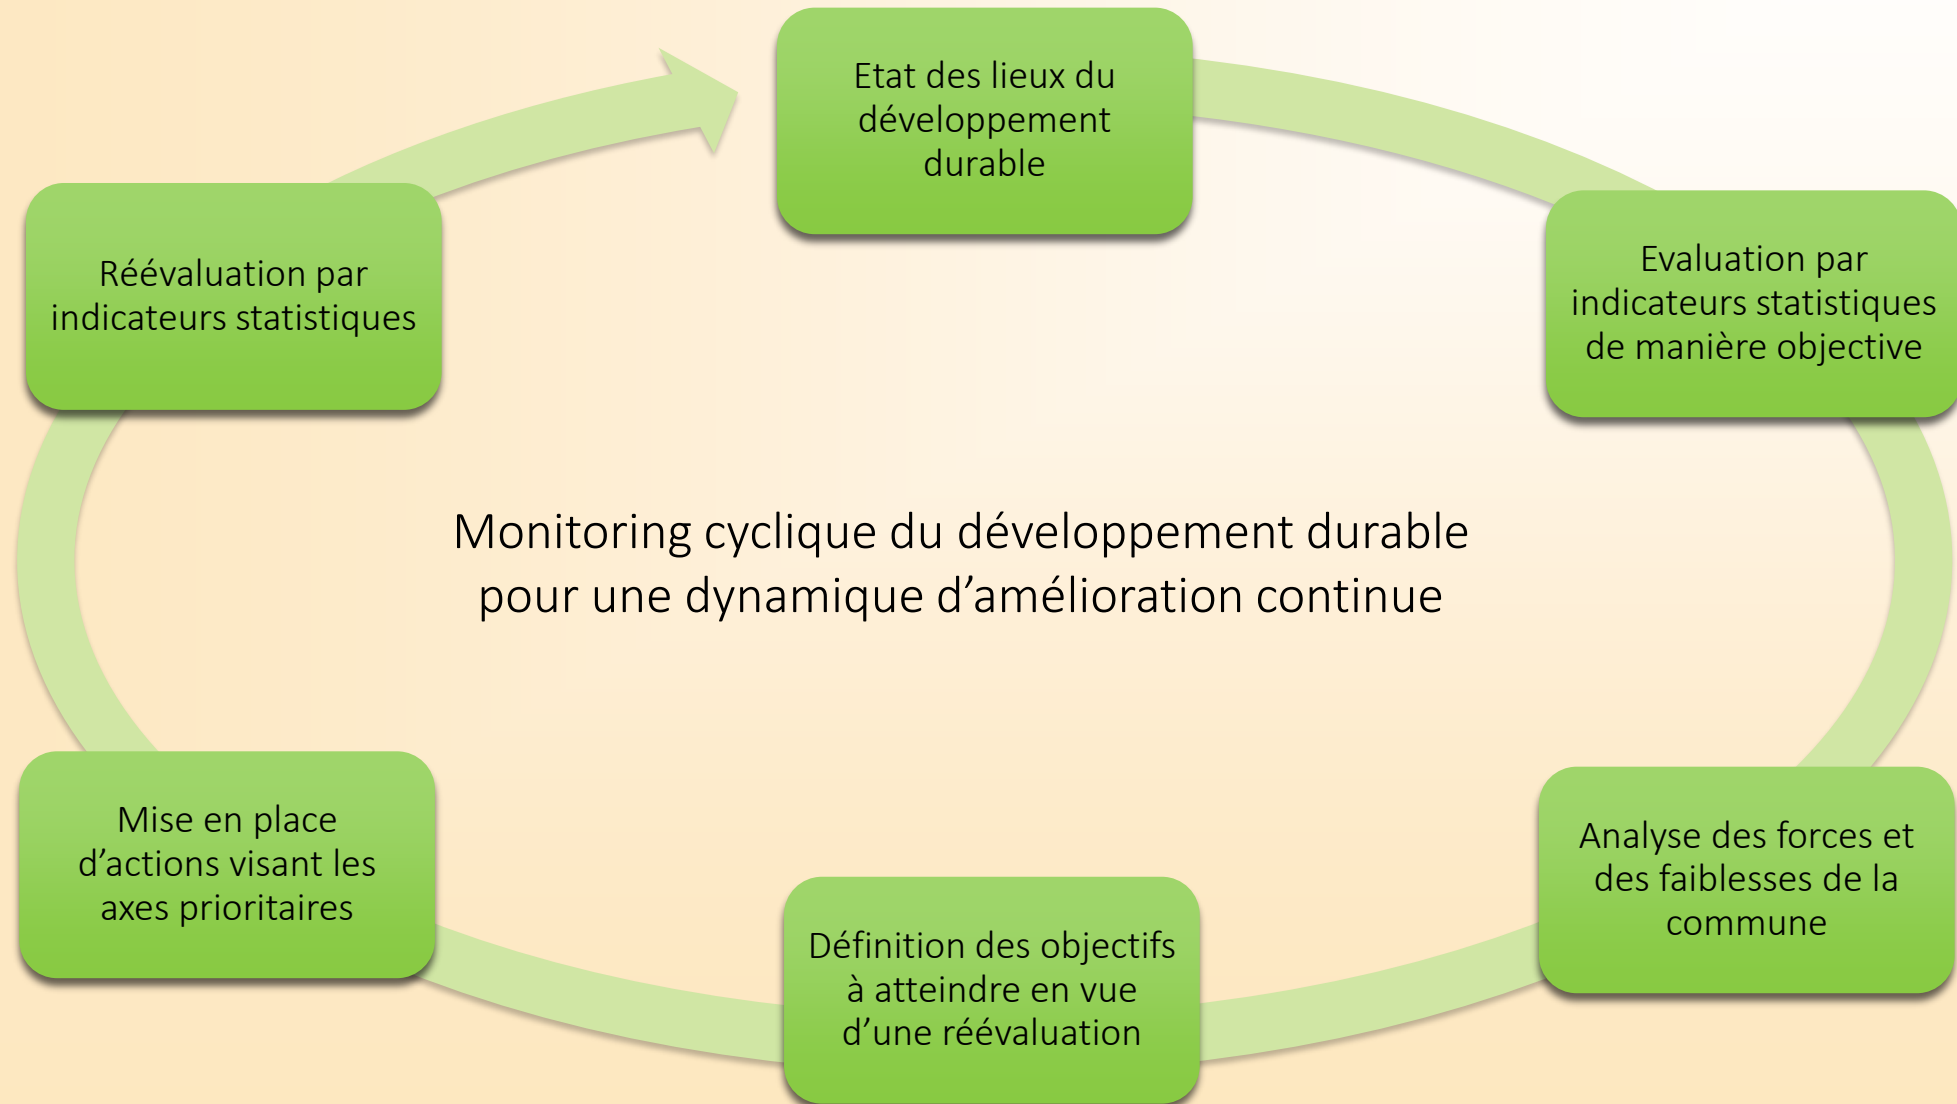 Etat des lieux du
développement
durable
Evaluation par
indicateurs statistiques
de manière objective
Analyse des forces et
des faiblesses de la
commune
Définition des objectifs
à atteindre en vue
d’une réévaluation
Mise en place
d’actions visant les
axes prioritaires
Réévaluation par
indicateurs statistiques
Monitoring cyclique du développement durable
pour une dynamique d’amélioration continue